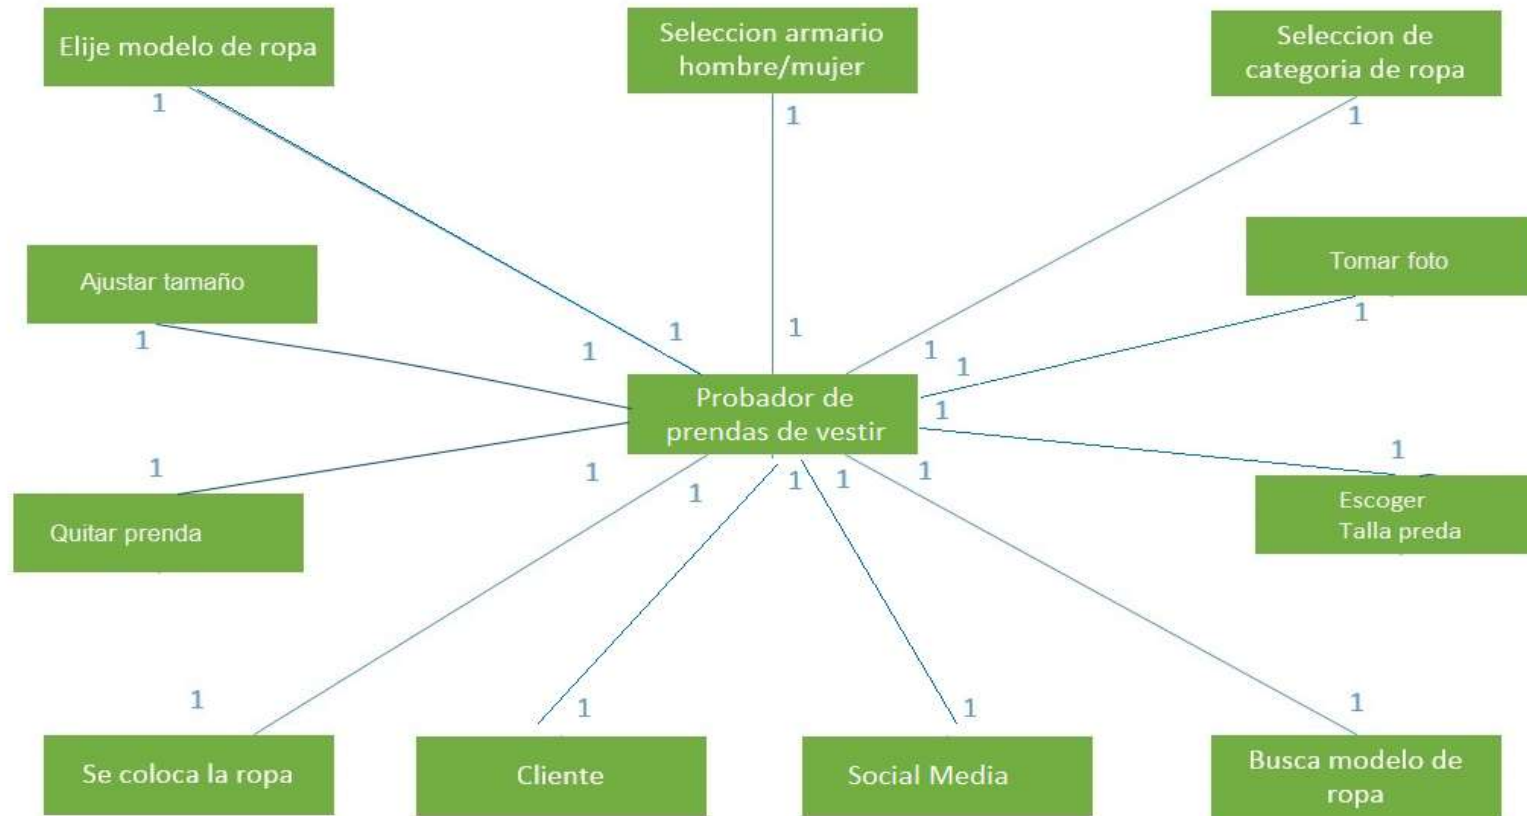 Elije modelo de ropa
Seleccion armario
hombre/mujer
Seleccion de
categoria de ropa
1
1
1
Ajustar tamaño
Tomar foto
1
1
1
1
1
1
1
1
Probador de
prendas de vestir
1
1
1
1
1
1
1
1
Quitar prenda
Escoger
Talla preda
1
1
1
1
Se coloca la ropa
Cliente
Social Media
Busca modelo de
ropa